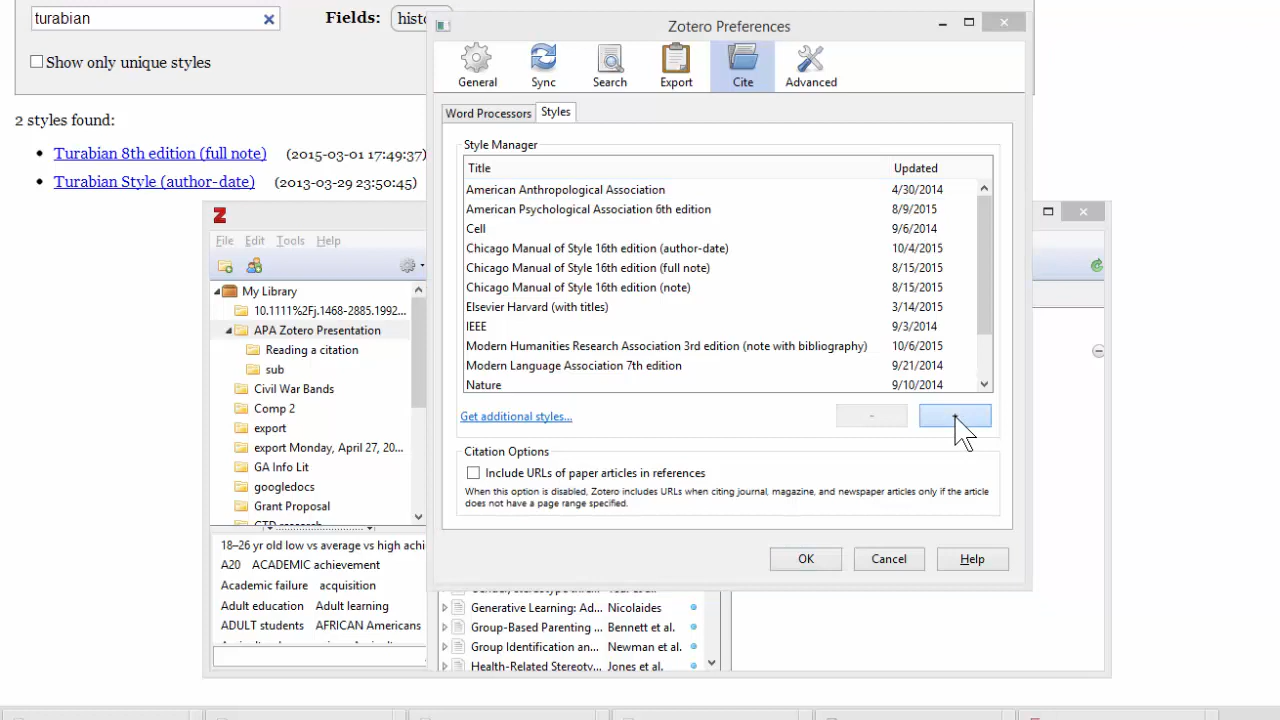 turabian
Fields:
Show only unique styles
2 styles found:
Turabian 8th edition (full note) (2015-03-01 17:49:37)
Turabian Style (author-date) (2013-03-29 23:50:45)
Z
File Edit Tools Help
My Library
10.1111%2Fj.1468-2885.1992...
APA Zotero Presentation
Reading a citation
sub
Civil War Bands
Comp 2
export
export Monday, April 27, 20...
GA Info Lit
googledocs
Grant Proposal
18–26 yr old low vs average vs high
A20 ACADEMIC achievement
Academic failure acquisition
Adult education Adult learning
ADULT students AFRICAN Americans
Zotero Preferences
General Sync Search Export Cite Advanced
Word Processors Styles
Style Manager
Title Updated
American Anthropological Association 4/30/2014
American Psychological Association 6th edition 8/9/2015
Cell 9/6/2014
Chicago Manual of Style 16th edition (author-date) 10/4/2015
Chicago Manual of Style 16th edition (full note) 8/15/2015
Chicago Manual of Style 16th edition (note) 8/15/2015
Elsevier Harvard (with titles) 3/14/2015
IEEE 9/3/2014
Modern Humanities Research Association 3rd edition (note with bibliography) 10/6/2015
Modern Language Association 7th edition 9/21/2014
Nature 9/10/2014
Get additional styles... - +
Citation Options
Include URLs of paper articles in references
When this option is disabled, Zotero includes URLs when citing journal, magazine, and newspaper articles only if the article
does not have a page range specified.
OK Cancel Help
Generative Learning: Ad... Nicolaides
Group-Based Parenting ... Bennett et al.
Group Identification an... Newman et al.
Health-Related Stereoty... Jones et al.